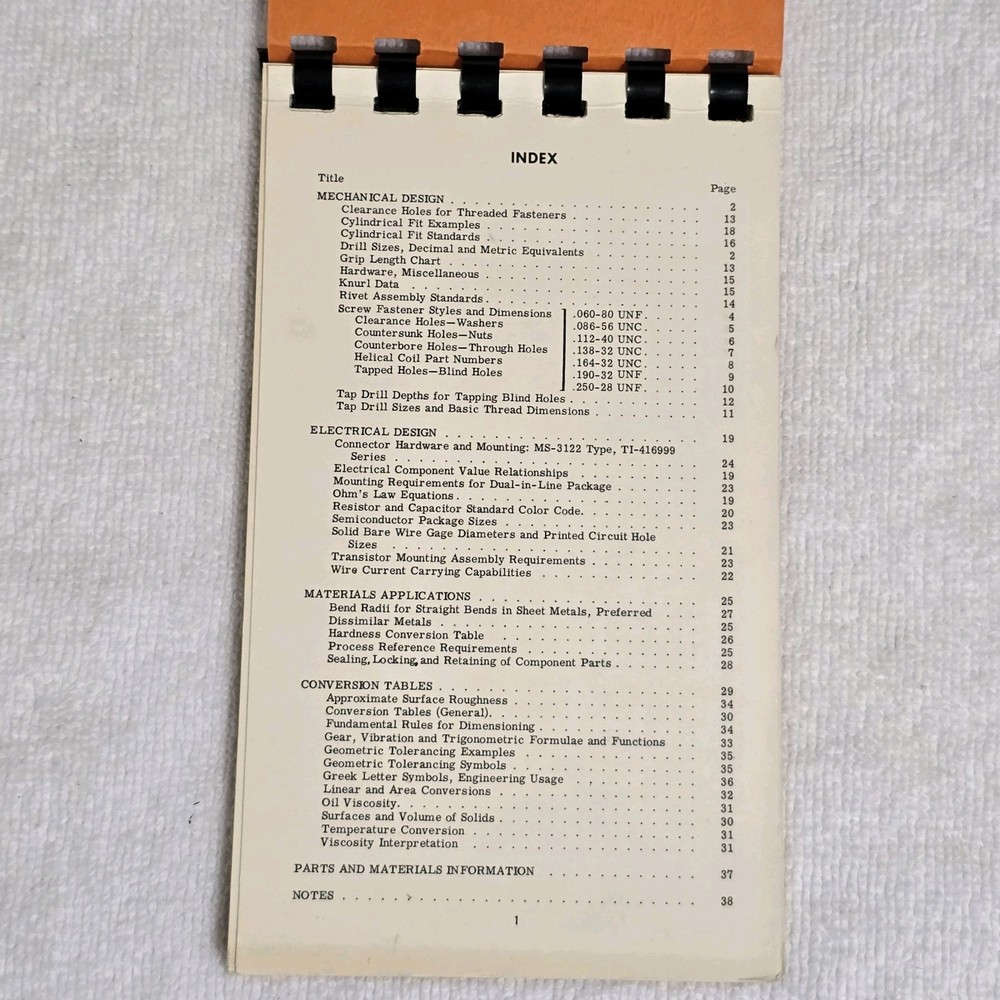 INDEX
Title Page
MECHANICAL DESIGN . . . . . . . . . . 2
Clearance Holes for Threaded Fasteners . . . . . . . . . . 13
Cylindrical Fit Examples . . . . . . . . . . 18
Cylindrical Fit Standards . . . . . . . . . . 16
Drill Sizes, Decimal and Metric Equivalents . . . . . . . . . . 2
Grip Length Chart . . . . . . . . . . 13
Hardware, Miscellaneous . . . . . . . . . . 15
Knurl Data . . . . . . . . . . 15
Rivet Assembly Standards . . . . . . . . . . 14
Screw Fastener Styles and Dimensions .060-80 UNF . . . . . 4
Clearance Holes—Washers .086-56 UNC . . . . . 5
Countersunk Holes—Nuts .112-40 UNC . . . . . 6
Counterbore Holes—Through Holes .138-32 UNC . . . . . 7
Helical Coil Part Numbers .164-32 UNC . . . . . 8
Tapped Holes—Blind Holes .190-32 UNF . . . . . 9
.250-28 UNF . . . . . 10
Tap Drill Depths for Tapping Blind Holes . . . . . . . . . . 12
Tap Drill Sizes and Basic Thread Dimensions . . . . . . . . . . 11
ELECTRICAL DESIGN . . . . . . . . . . 19
Connector Hardware and Mounting: MS-3122 Type, TI-416999
Series . . . . . . . . . . 24
Electrical Component Value Relationships . . . . . . . . . . 19
Mounting Requirements for Dual-in-Line Package . . . . . . . 23
Ohm's Law Equations . . . . . . . . . . 19
Resistor and Capacitor Standard Color Code. . . . . . . . . . 20
Semiconductor Package Sizes . . . . . . . . . . 23
Solid Bare Wire Gage Diameters and Printed Circuit Hole
Sizes . . . . . . . . . . 21
Transistor Mounting Assembly Requirements . . . . . . . . . . 23
Wire Current Carrying Capabilities . . . . . . . . . . 22
MATERIALS APPLICATIONS . . . . . . . . . . 25
Bend Radii for Straight Bends in Sheet Metals, Preferred . . . . 27
Dissimilar Metals . . . . . . . . . . 25
Hardness Conversion Table . . . . . . . . . . 26
Process Reference Requirements . . . . . . . . . . 25
Sealing, Locking, and Retaining of Component Parts . . . . . . . 28
CONVERSION TABLES . . . . . . . . . . 29
Approximate Surface Roughness . . . . . . . . . . 34
Conversion Tables (General). . . . . . . . . . 30
Fundamental Rules for Dimensioning . . . . . . . . . . 34
Gear, Vibration and Trigonometric Formulae and Functions . . 33
Geometric Tolerancing Examples . . . . . . . . . . 35
Geometric Tolerancing Symbols . . . . . . . . . . 35
Greek Letter Symbols, Engineering Usage . . . . . . . . 36
Linear and Area Conversions . . . . . . . . . . 32
Oil Viscosity. . . . . . . . . . 31
Surfaces and Volume of Solids . . . . . . . . . . 30
Temperature Conversion . . . . . . . . . . 31
Viscosity Interpretation . . . . . . . . . . 31
PARTS AND MATERIALS INFORMATION . . . . . . . . . . 37
NOTES . . . . . . . . . . 38
1